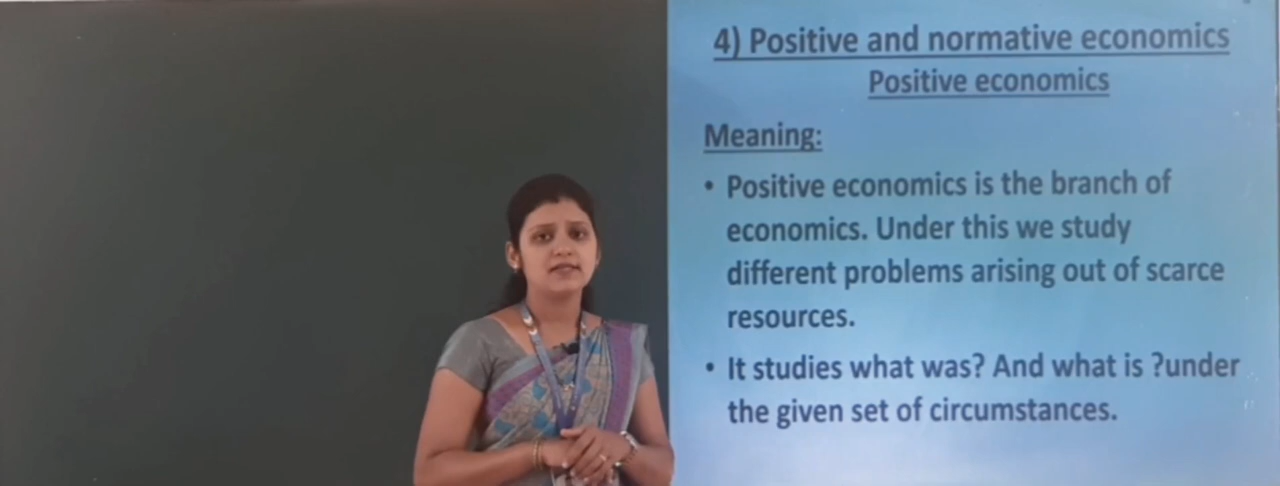 4) Positive and normative economics
Positive economics
Meaning:
• Positive economics is the branch of
economics. Under this we study
different problems arising out of scarce
resources.
• It studies what was? And what is ?under
the given set of circumstances.